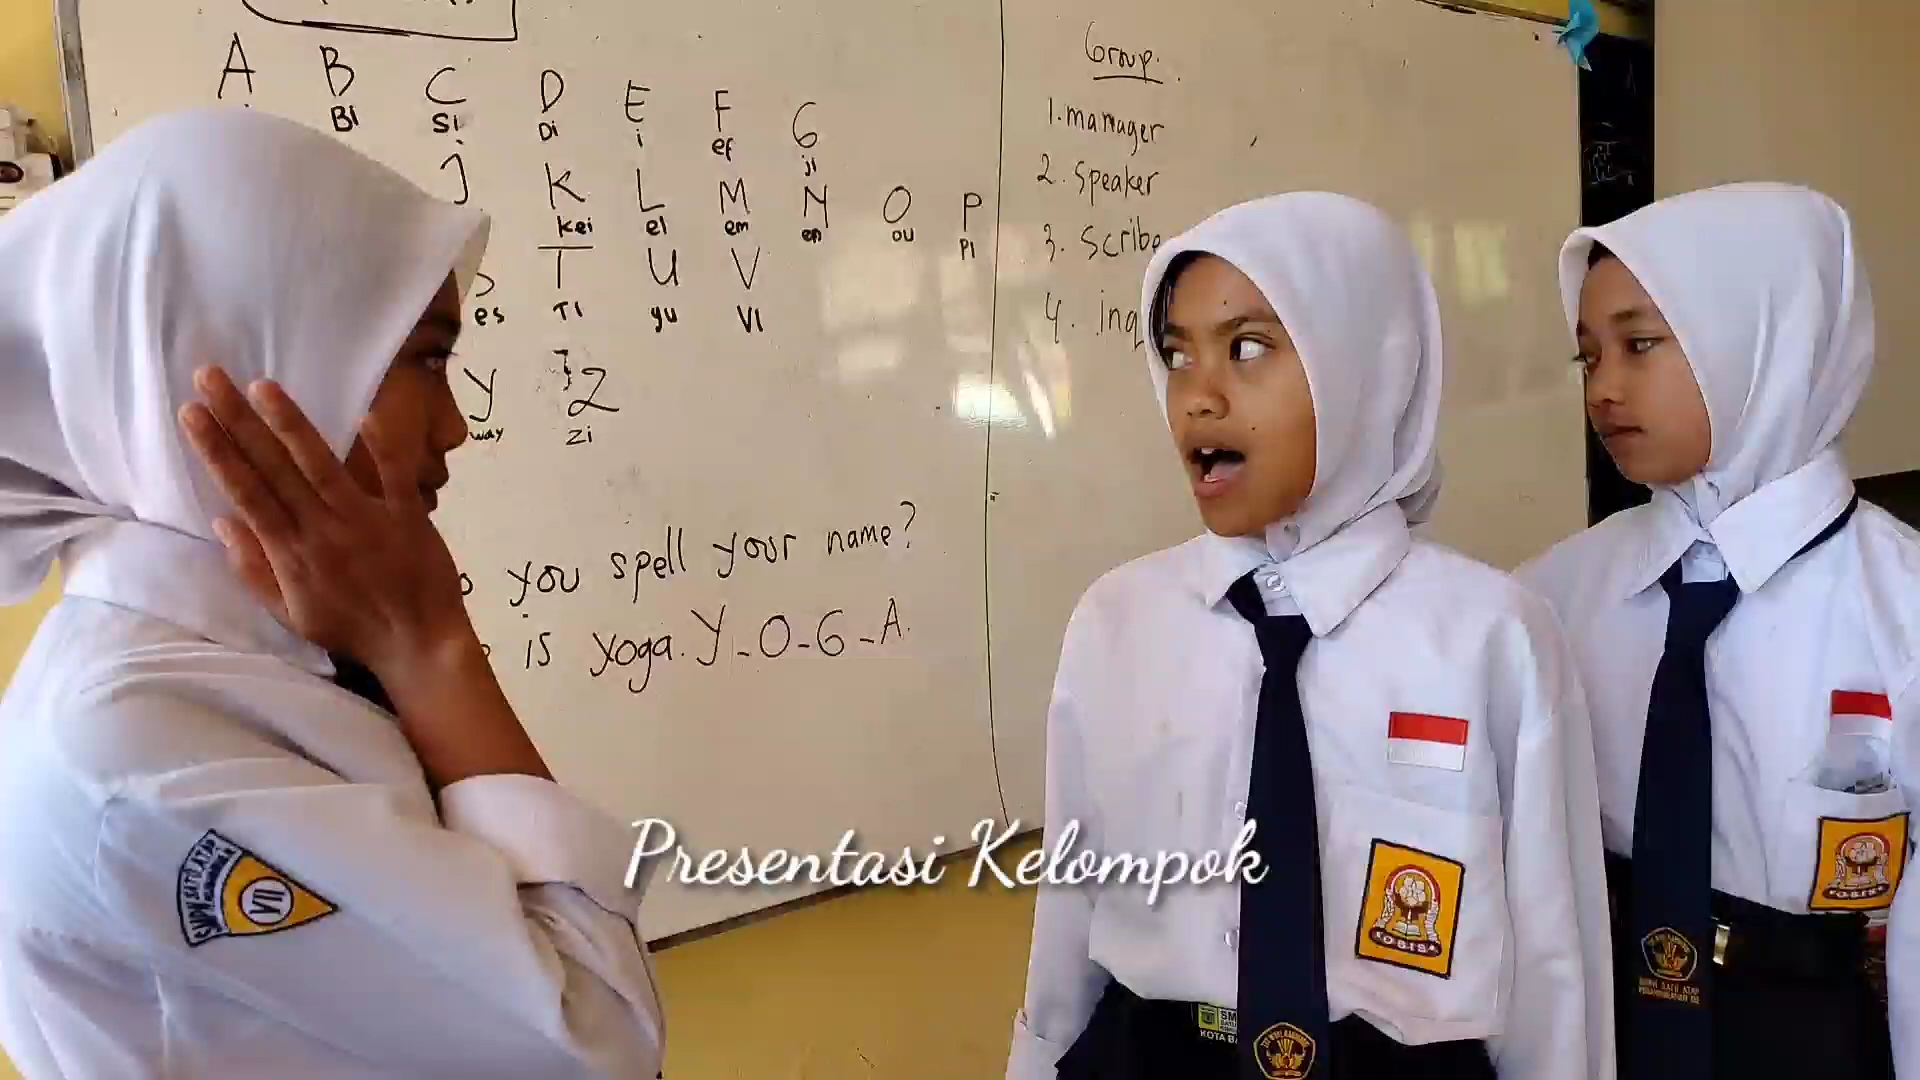 A B C D E F G
BI SI Di i ef ji
J K L M N O P
kei el em en ou PI
T U V
es TI yu VI
y Z
way Zi
you spell your name?
is yoga. Y-O-G-A.
Group.
1. manager
2. Speaker
3. Scribe
4.
Presentasi Kelompok
VII
OSIS
OSIS